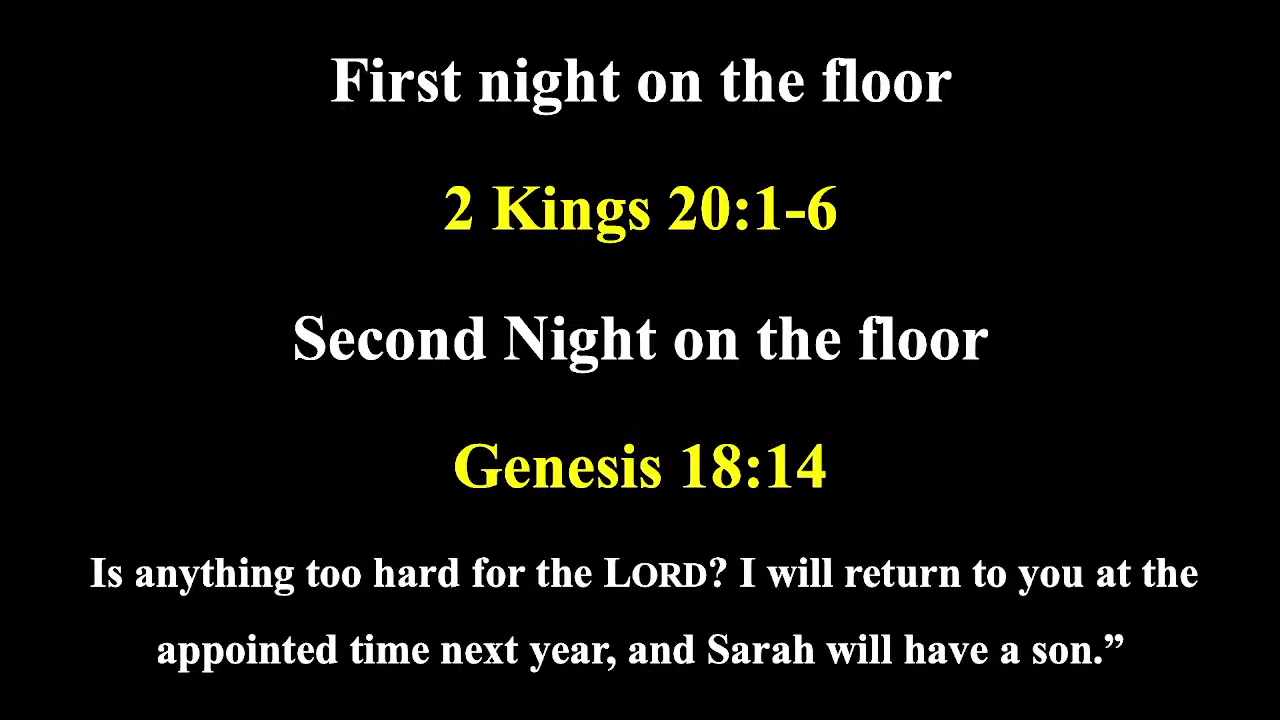 First night on the floor
2 Kings 20:1-6
Second Night on the floor
Genesis 18:14
Is anything too hard for the LORD? I will return to you at the
appointed time next year, and Sarah will have a son.”